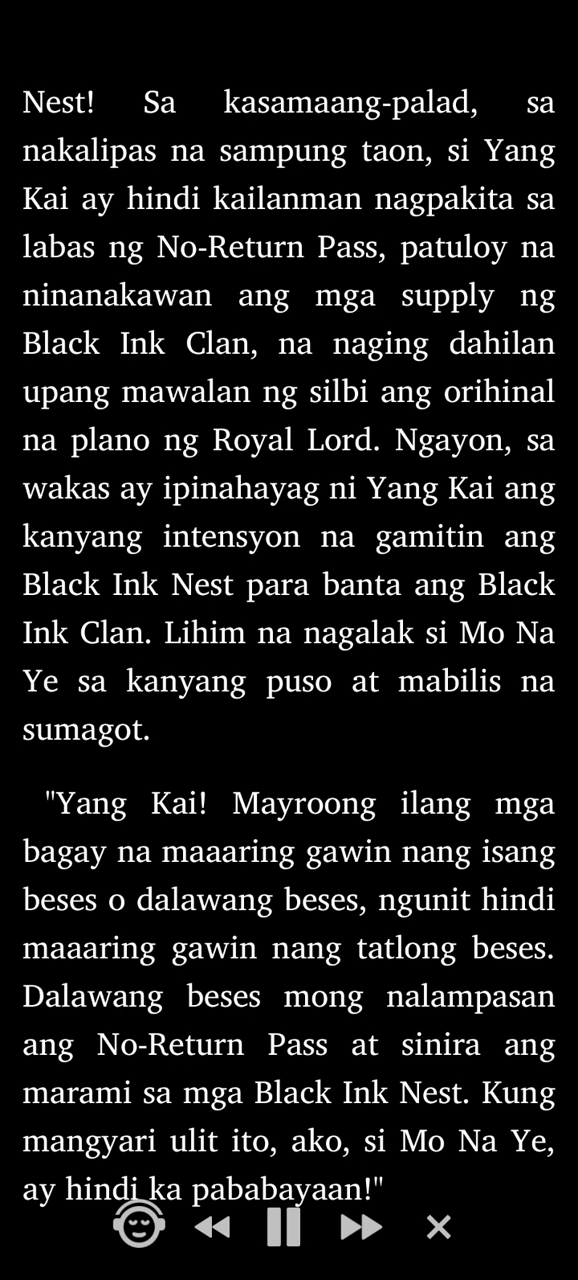 Nest! Sa kasamaang-palad, sa
nakalipas na sampung taon, si Yang
Kai ay hindi kailanman nagpakita sa
labas ng No-Return Pass, patuloy na
ninanakawan ang mga supply ng
Black Ink Clan, na naging dahilan
upang mawalan ng silbi ang orihinal
na plano ng Royal Lord. Ngayon, sa
wakas ay ipinahayag ni Yang Kai ang
kanyang intensyon na gamitin ang
Black Ink Nest para banta ang Black
Ink Clan. Lihim na nagalak si Mo Na
Ye sa kanyang puso at mabilis na
sumagot.
"Yang Kai! Mayroong ilang mga
bagay na maaaring gawin nang isang
beses o dalawang beses, ngunit hindi
maaaring gawin nang tatlong beses.
Dalawang beses mong nalampasan
ang No-Return Pass at sinira ang
marami sa mga Black Ink Nest. Kung
mangyari ulit ito, ako, si Mo Na Ye,
ay hindi ka pababayaan!"